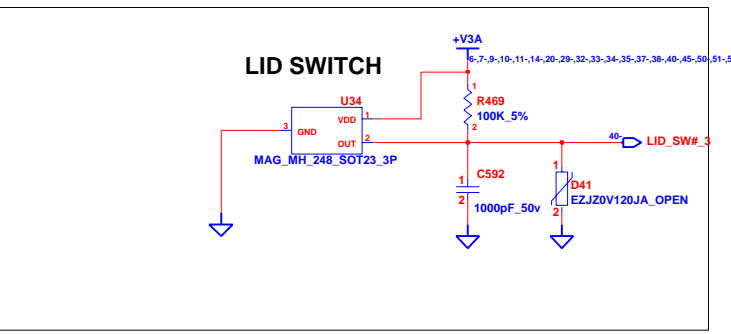 +V3A
6-,7-,9-,10-,11-,14-,20-,29-,32-,33-,34-,35-,37-,38-,40-,45-,50-,51-,5
LID SWITCH
U34
1
VDD
3
GND
OUT
2
MAG_MH_248_SOT23_3P
1
R469
100K_5%
2
40-
LID_SW#_3
C592
1
2
1000pF_50v
1
D41
EZJZ0V120JA_OPEN
2